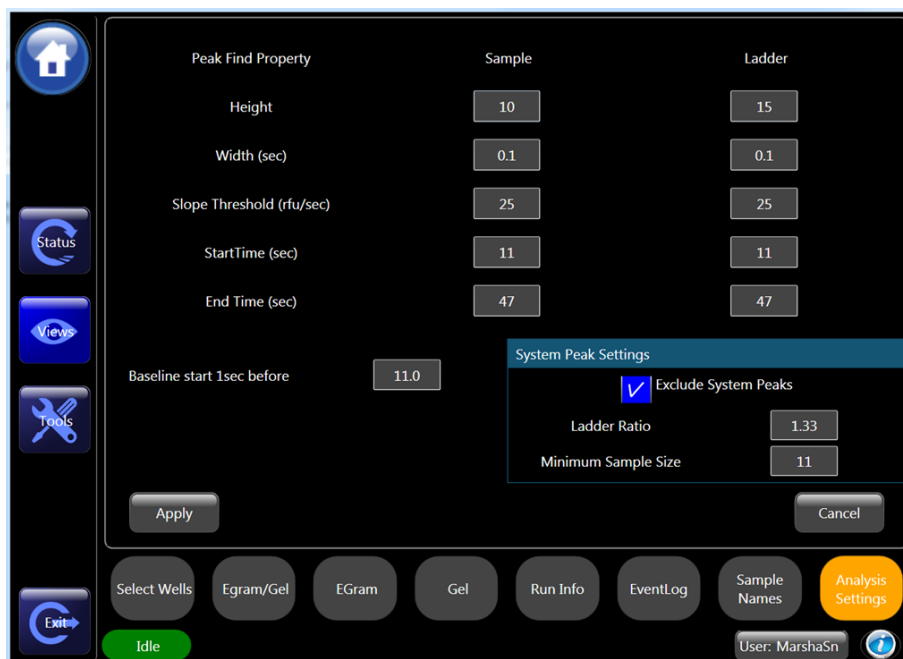 Peak Find Property Sample Ladder
Height 10 15
Width (sec) 0.1 0.1
Slope Threshold (rfu/sec) 25 25
StartTime (sec) 11 11
End Time (sec) 47 47
Baseline start 1sec before 11.0
System Peak Settings
Exclude System Peaks
Ladder Ratio 1.33
Minimum Sample Size 11
Apply Cancel
Status
Views
Tools
Exit
Select Wells Egram/Gel EGram Gel Run Info EventLog Sample Names Analysis Settings
Idle User: MarshaSn i